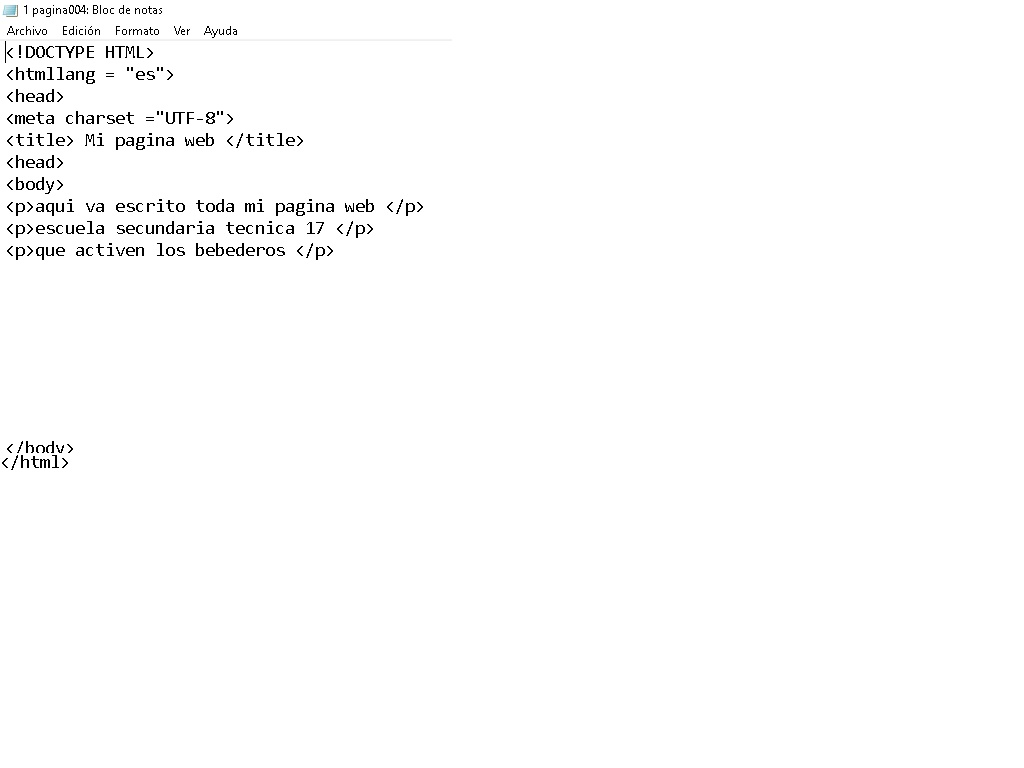 1 pagina004: Bloc de notas
Archivo Edición Formato Ver Ayuda
<!DOCTYPE HTML>
<htmllang = "es">
<head>
<meta charset ="UTF-8">
<title> Mi pagina web </title>
<head>
<body>
<p>aqui va escrito toda mi pagina web </p>
<p>escuela secundaria tecnica 17 </p>
<p>que activen los bebederos </p>
</body>
</html>